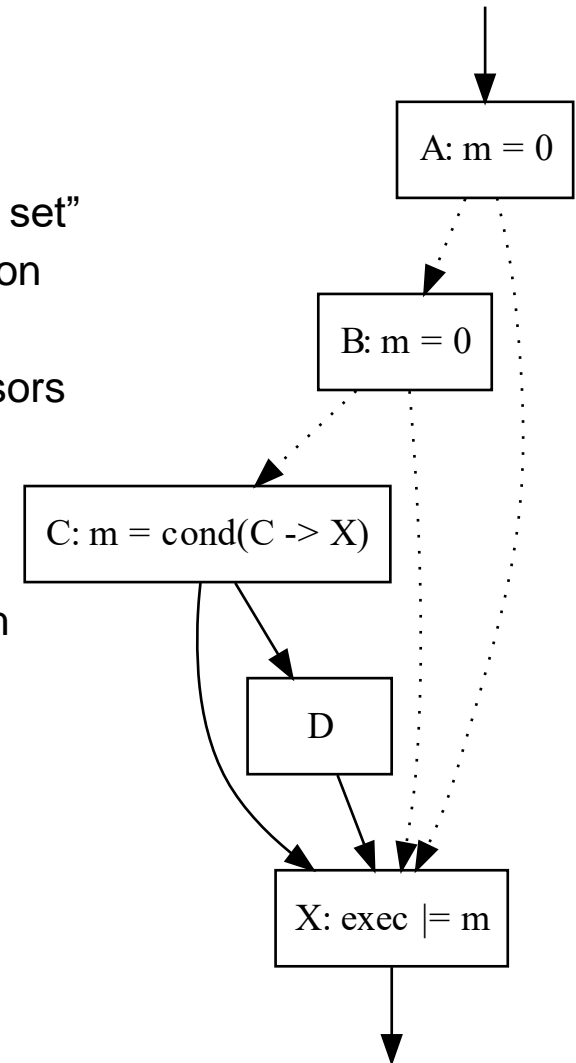 A: m = 0
set”
on
B: m = 0
sors
C: m = cond(C -> X)
n
D
X: exec |= m